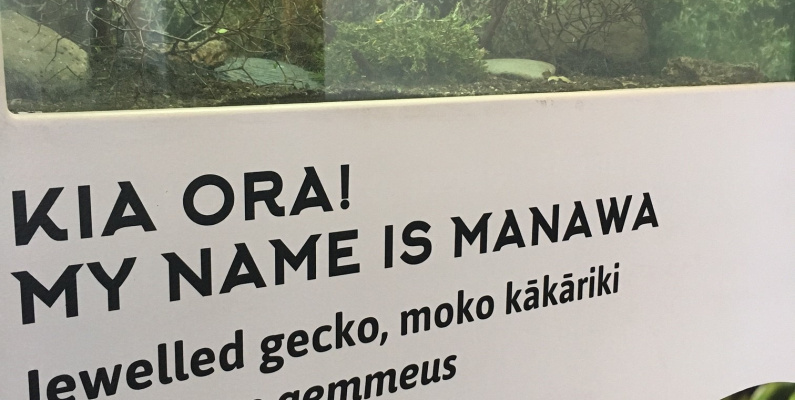 KIA ORA!
MY NAME IS MANAWA
Jewelled gecko, moko kākāriki
gemmeus